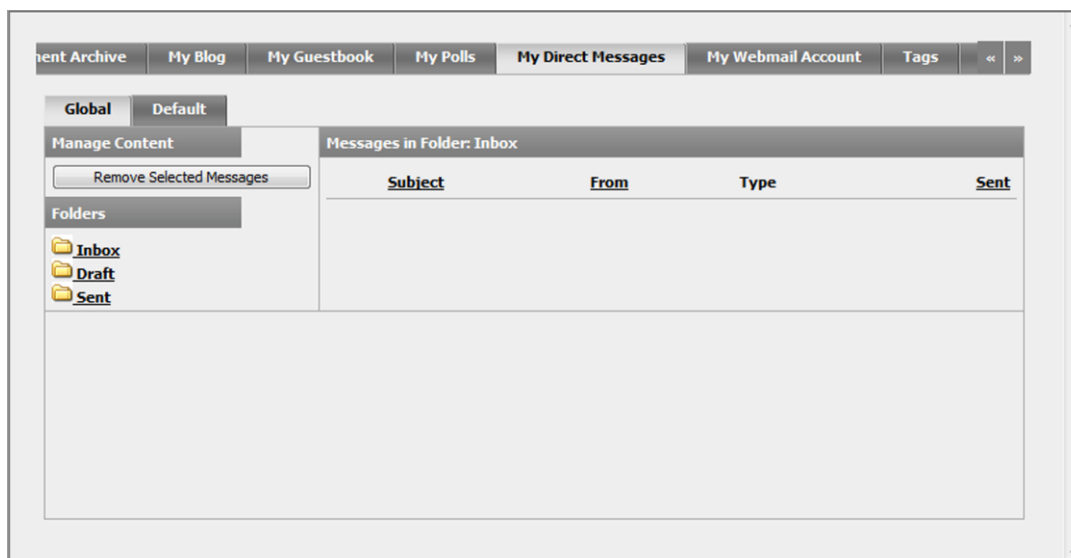 ment Archive My Blog My Guestbook My Polls My Direct Messages My Webmail Account Tags « »
Global Default
Manage Content
Messages in Folder: Inbox
Remove Selected Messages
Subject From Type Sent
Folders
Inbox
Draft
Sent